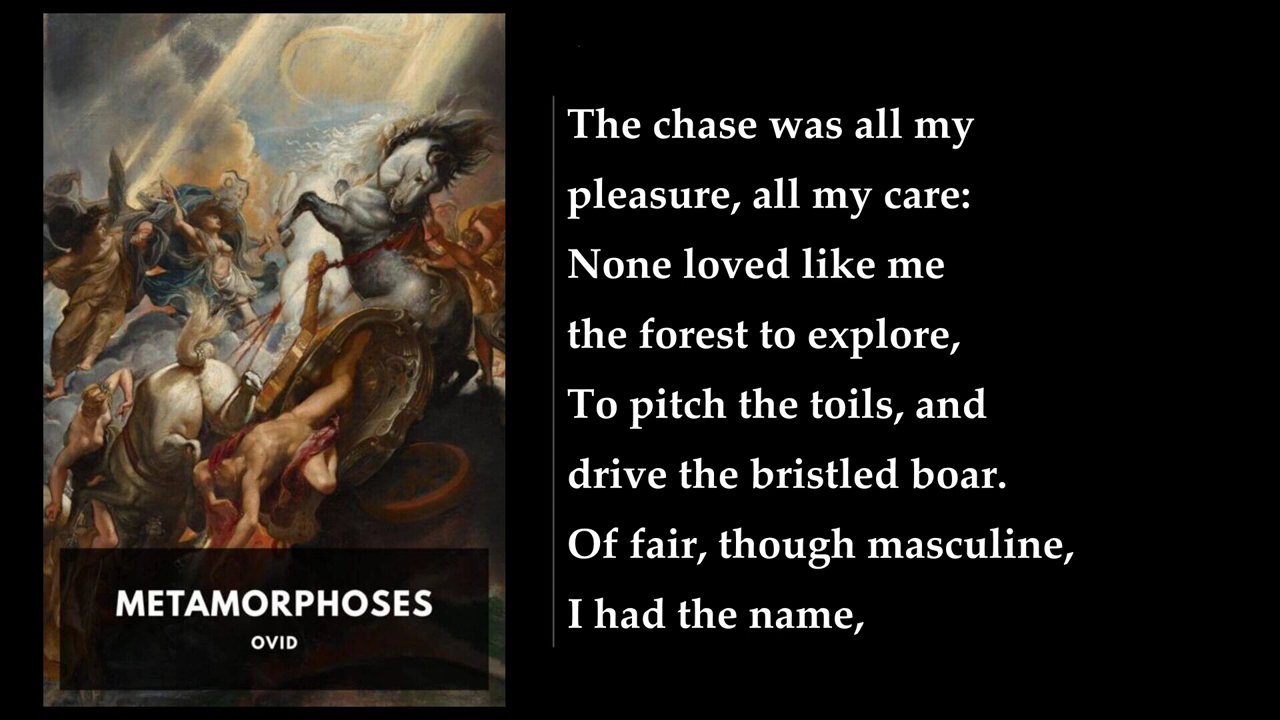 METAMORPHOSES
OVID
The chase was all my
pleasure, all my care:
None loved like me
the forest to explore,
To pitch the toils, and
drive the bristled boar.
Of fair, though masculine,
I had the name,